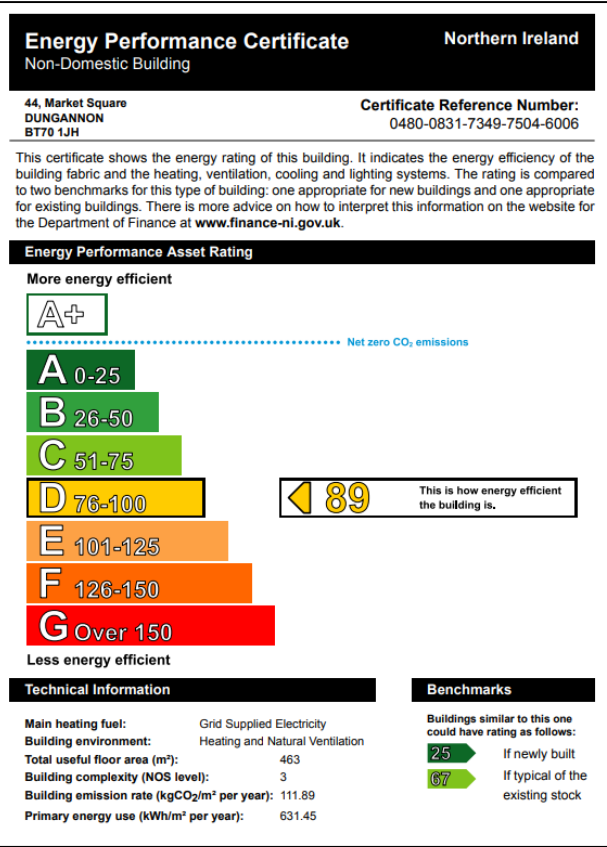 Energy Performance Certificate
Northern Ireland
Non-Domestic Building
44, Market Square
DUNGANNON
BT70 1JH
Certificate Reference Number:
0480-0831-7349-7504-6006
This certificate shows the energy rating of this building. It indicates the energy efficiency of the
building fabric and the heating, ventilation, cooling and lighting systems. The rating is compared
to two benchmarks for this type of building: one appropriate for new buildings and one appropriate
for existing buildings. There is more advice on how to interpret this information on the website for
the Department of Finance at www.finance-ni.gov.uk.
Energy Performance Asset Rating
More energy efficient
A+
Net zero CO₂ emissions
A 0-25
B 26-50
C 51-75
D 76-100
89
This is how energy efficient
the building is.
E 101-125
F 126-150
G Over 150
Less energy efficient
Technical Information
Main heating fuel: Grid Supplied Electricity
Building environment: Heating and Natural Ventilation
Total useful floor area (m²): 463
Building complexity (NOS level): 3
Building emission rate (kgCO₂/m² per year): 111.89
Primary energy use (kWh/m² per year): 631.45
Benchmarks
Buildings similar to this one
could have rating as follows:
25 If newly built
67 If typical of the
existing stock